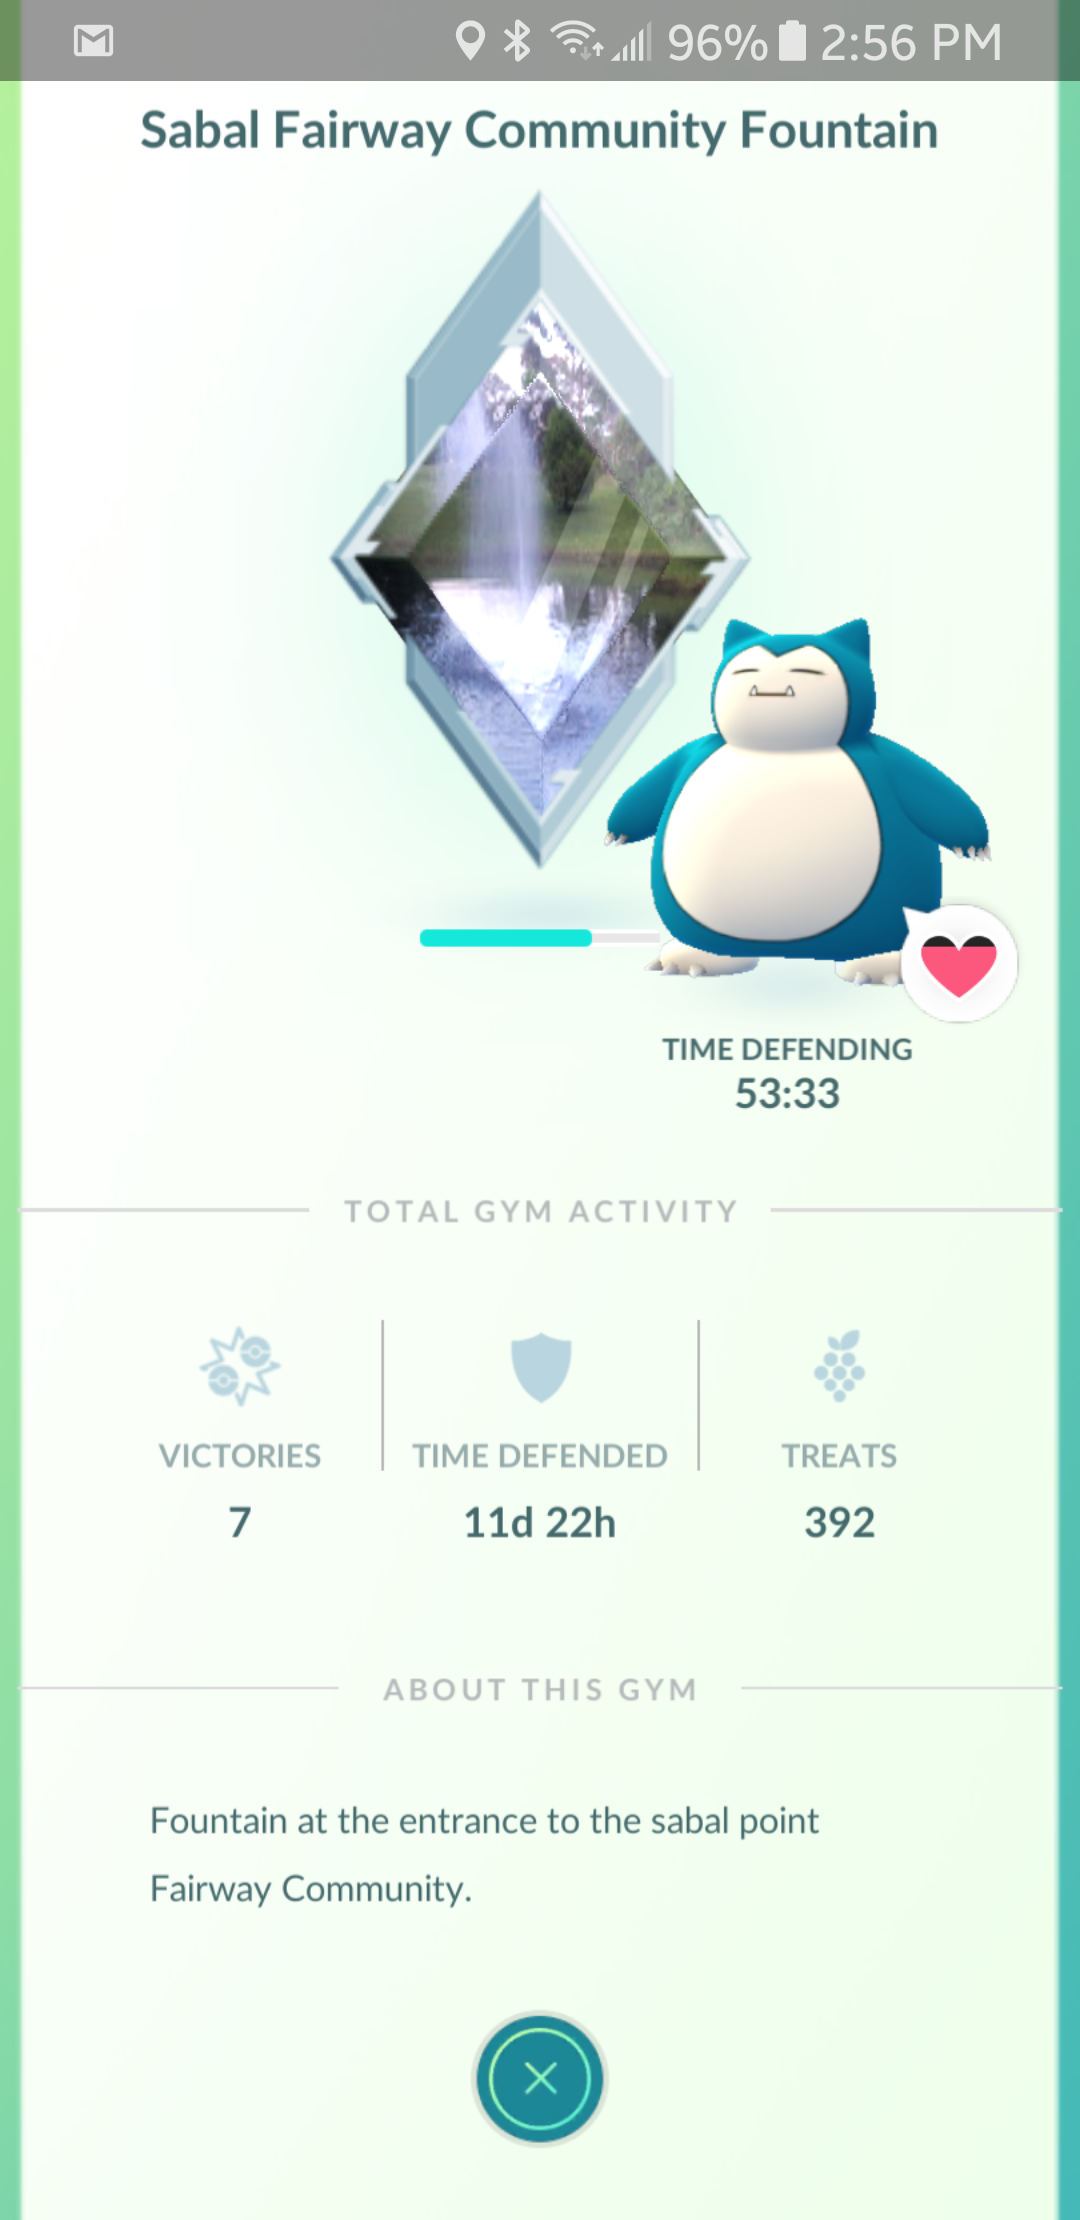 96% 2:56 PM
Sabal Fairway Community Fountain
TIME DEFENDING
53:33
TOTAL GYM ACTIVITY
VICTORIES TIME DEFENDED TREATS
7 11d 22h 392
ABOUT THIS GYM
Fountain at the entrance to the sabal point
Fairway Community.